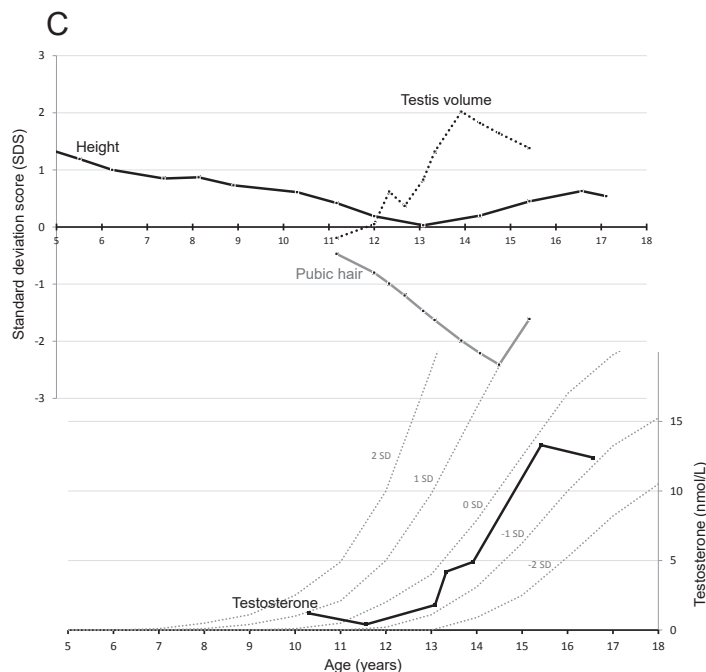 C
3
2
1
0
-1
-2
-3
Standard deviation score (SDS)
Height
Testis volume
Pubic hair
5 6 7 8 9 10 11 12 13 14 15 16 17 18
2 SD
1 SD
0 SD
-1 SD
-2 SD
Testosterone
15
10
5
0
Testosterone (nmol/L)
5 6 7 8 9 10 11 12 13 14 15 16 17 18
Age (years)